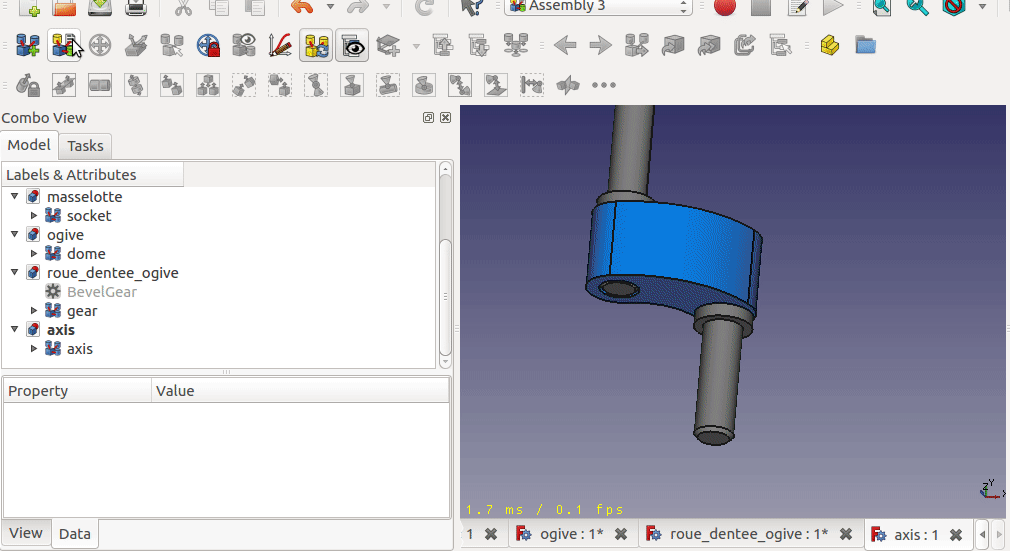 Assembly 3
Combo View
Model Tasks
Labels & Attributes
masselotte
socket
ogive
dome
roue_dentee_ogive
BevelGear
gear
axis
axis
Property Value
View Data
1.7 ms / 0.1 fps
1 ogive : 1* roue_dentee_ogive : 1* axis : 1
Y
Z
X